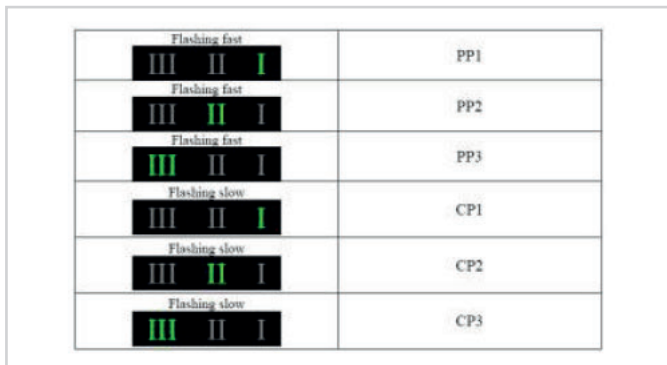 Flashing fast
III II I
PP1
Flashing fast
III II I
PP2
Flashing fast
III II I
PP3
Flashing slow
III II I
CP1
Flashing slow
III II I
CP2
Flashing slow
III II I
CP3